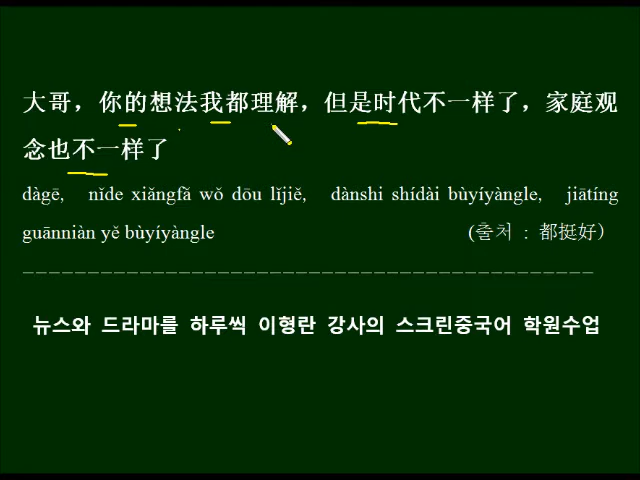 大哥，你的想法我都理解，但是时代不一样了，家庭观
念也不一样了
dàgē, nǐde xiǎngfǎ wǒ dōu lǐjiě, dànshi shídài bùyíyàngle, jiātíng
guānniàn yě bùyíyàngle (출처 : 都挺好)
뉴스와 드라마를 하루씩 이형란 강사의 스크린중국어 학원수업